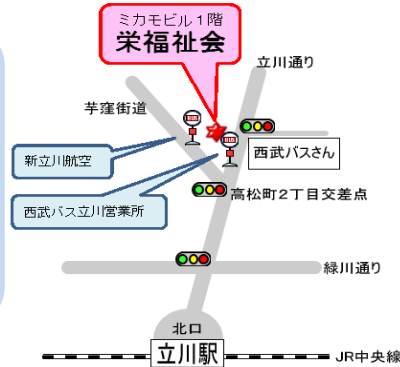 ミカモビル1階
栄福祉会
立川通り
芋窪街道
西武バスさん
新立川航空
西武バス立川営業所
高松町2丁目交差点
緑川通り
北口
立川駅
JR中央線